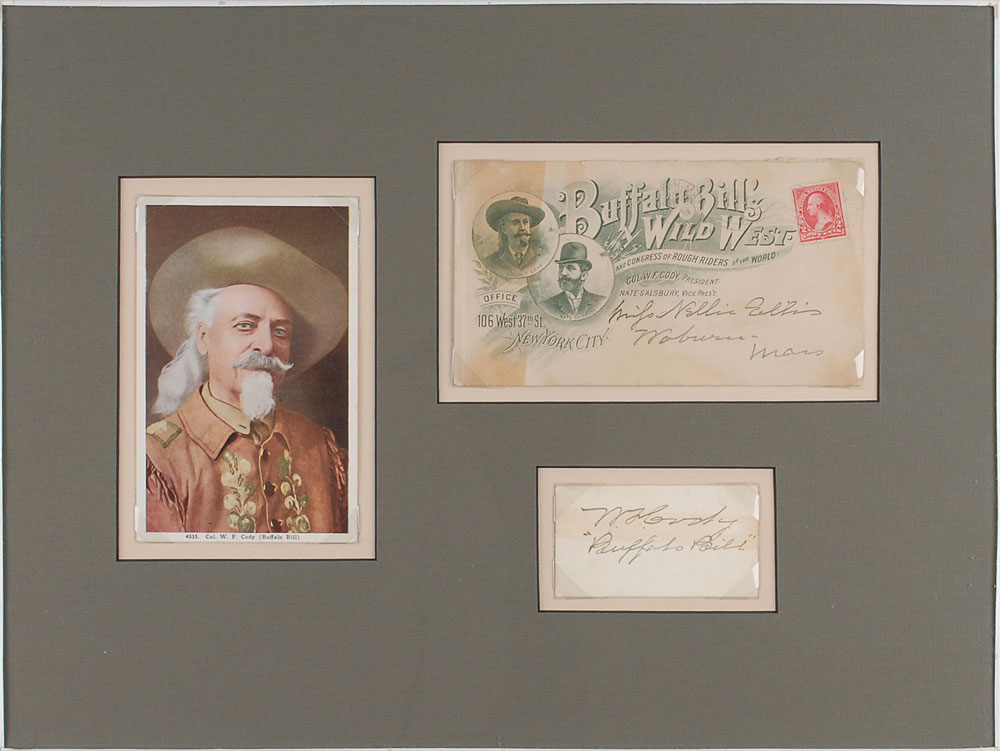 4533. Col. W. F. Cody (Buffalo Bill)
Buffalo Bill's
Wild West.
AND CONGRESS OF ROUGH RIDERS OF THE WORLD
COL. W. F. CODY, PRESIDENT.
NATE SALSBURY, VICE PREST.
OFFICE
106 West 37th St.
NEW YORK CITY.
2 2
Miss Nellie Ellis
Woburn
Mass
W. F. Cody
"Buffalo Bill"